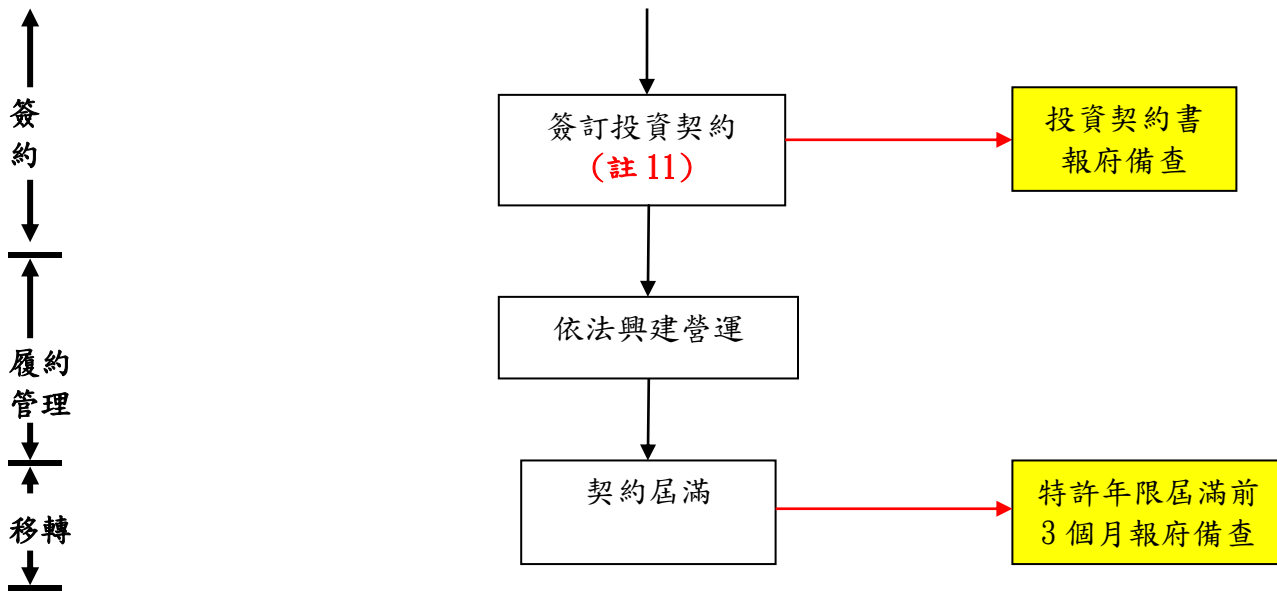 簽
約
簽訂投資契約
(註 11)
投資契約書
報府備查
履約
管理
依法興建營運
移轉
契約屆滿
特許年限屆滿前
3 個月報府備查